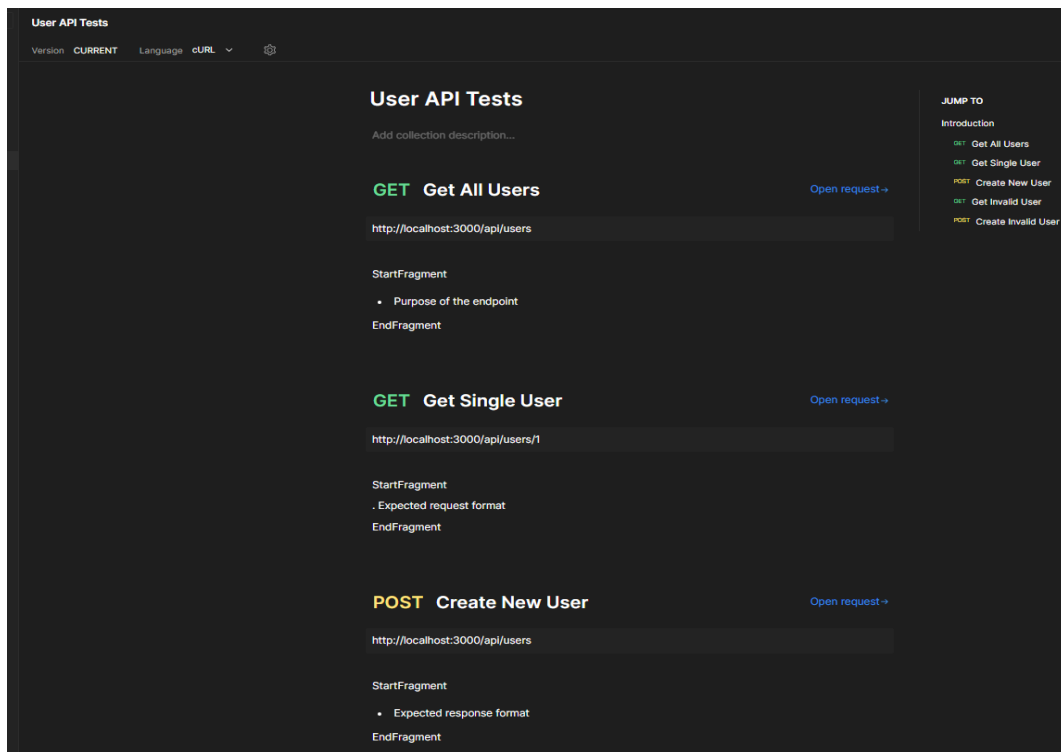 User API Tests
Version CURRENT Language cURL
User API Tests
Add collection description...
JUMP TO
Introduction
GET Get All Users
GET Get Single User
POST Create New User
GET Get Invalid User
POST Create Invalid User
GET Get All Users Open request→
http://localhost:3000/api/users
StartFragment
• Purpose of the endpoint
EndFragment
GET Get Single User Open request→
http://localhost:3000/api/users/1
StartFragment
. Expected request format
EndFragment
POST Create New User Open request→
http://localhost:3000/api/users
StartFragment
• Expected response format
EndFragment